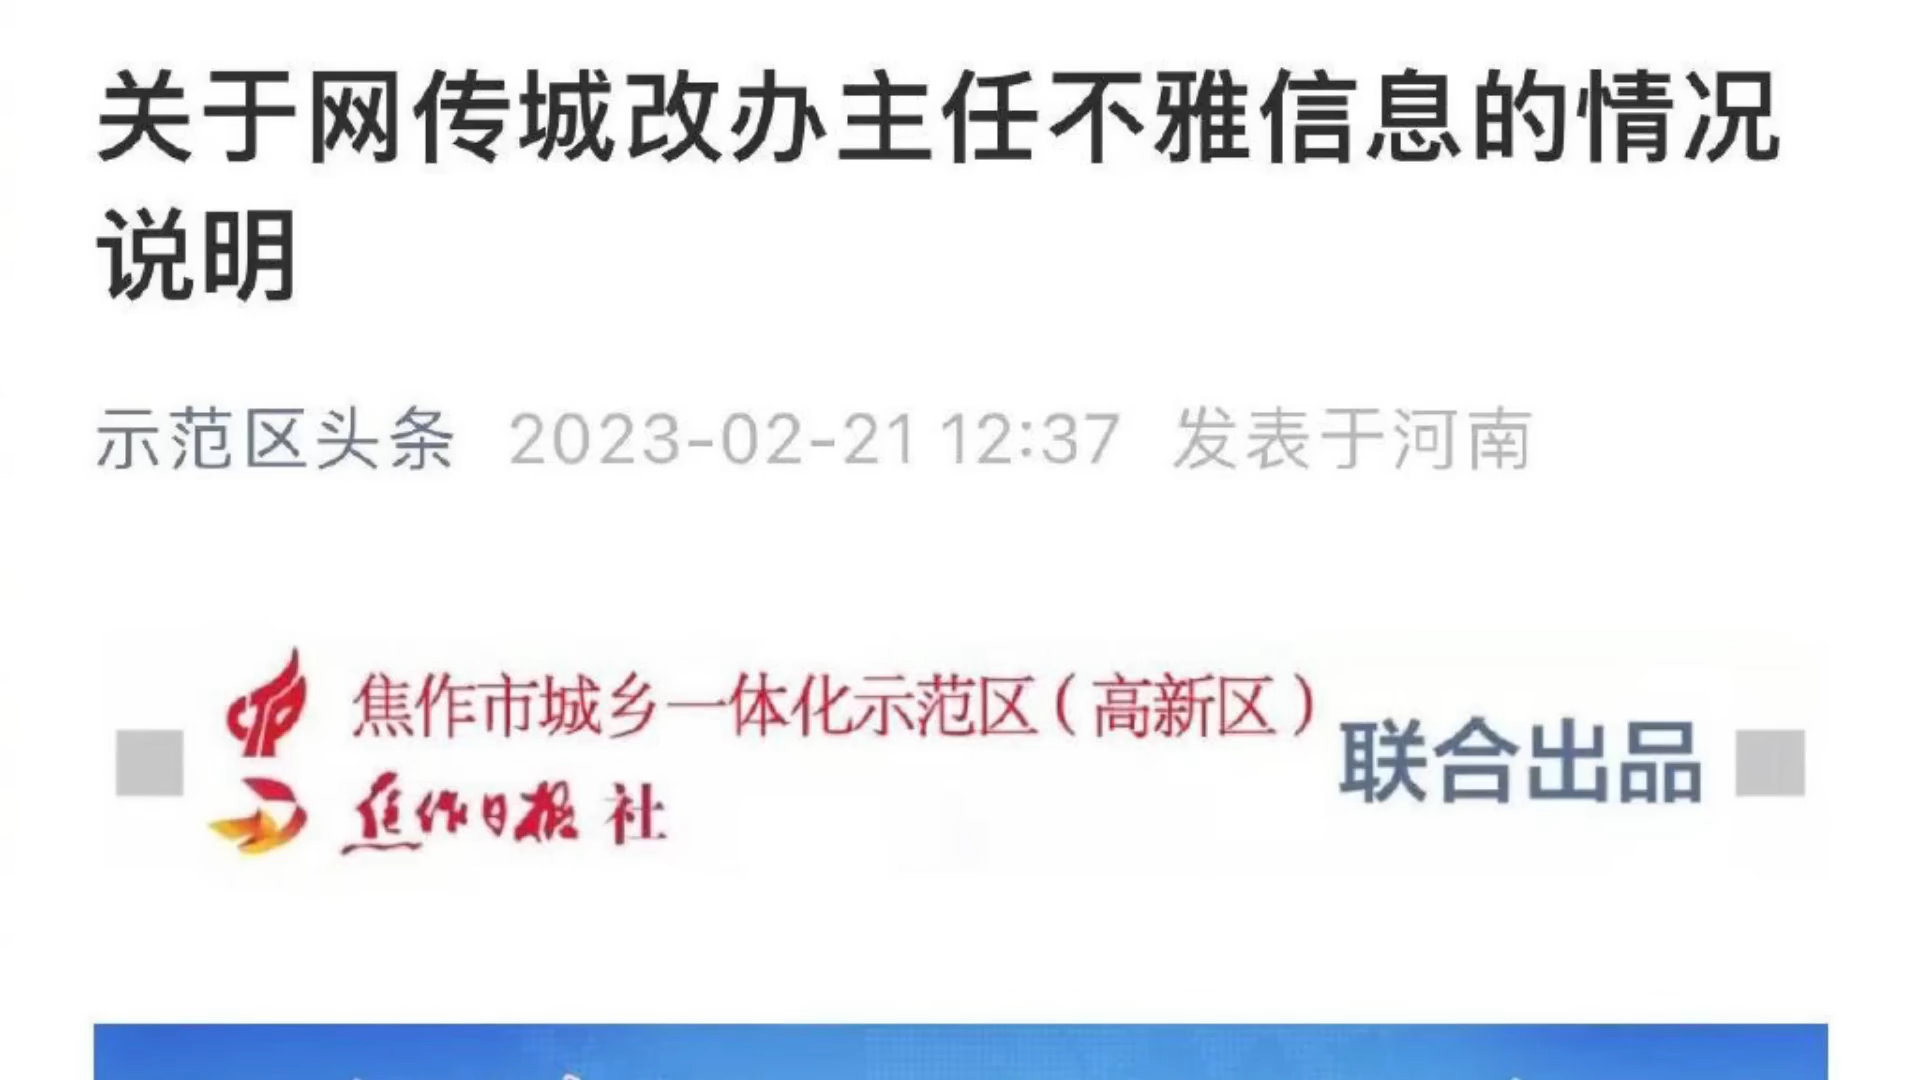 关于网传城改办主任不雅信息的情况
说明
示范区头条 2023-02-21 12:37 发表于河南
焦作市城乡一体化示范区（高新区）
焦作日报社
联合出品